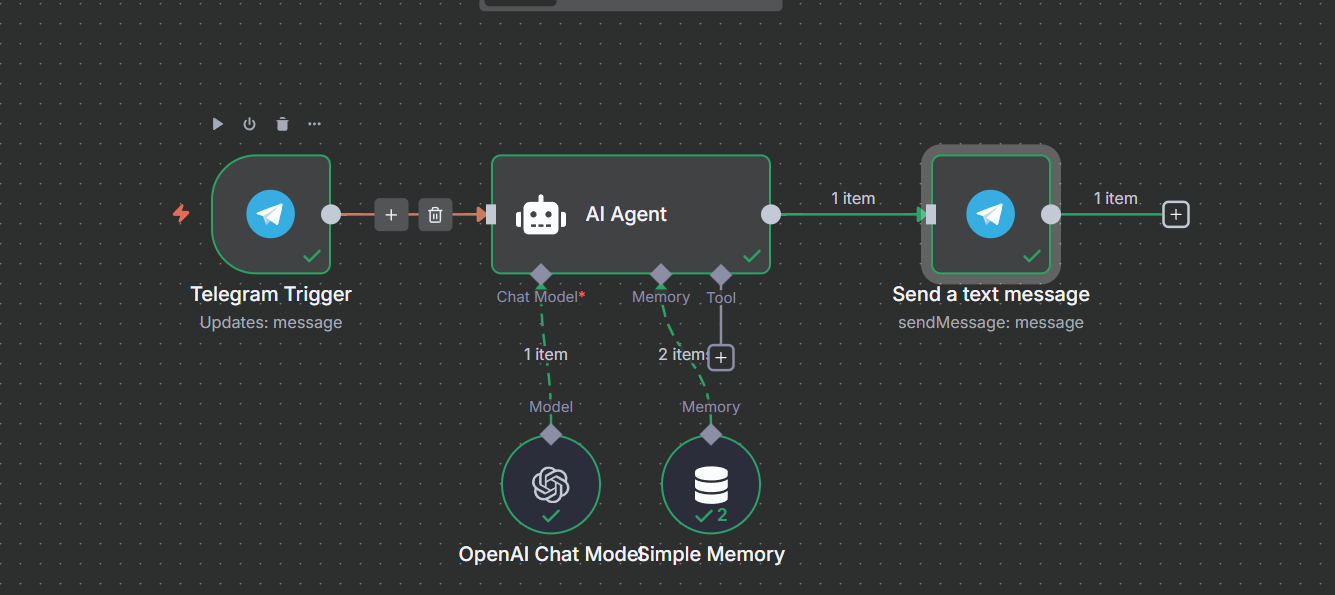 AI Agent
1 item
1 item
Telegram Trigger
Updates: message
Chat Model*
Memory
Tool
Send a text message
sendMessage: message
1 item
2 items
Model
Memory
2
OpenAI Chat Model
Simple Memory